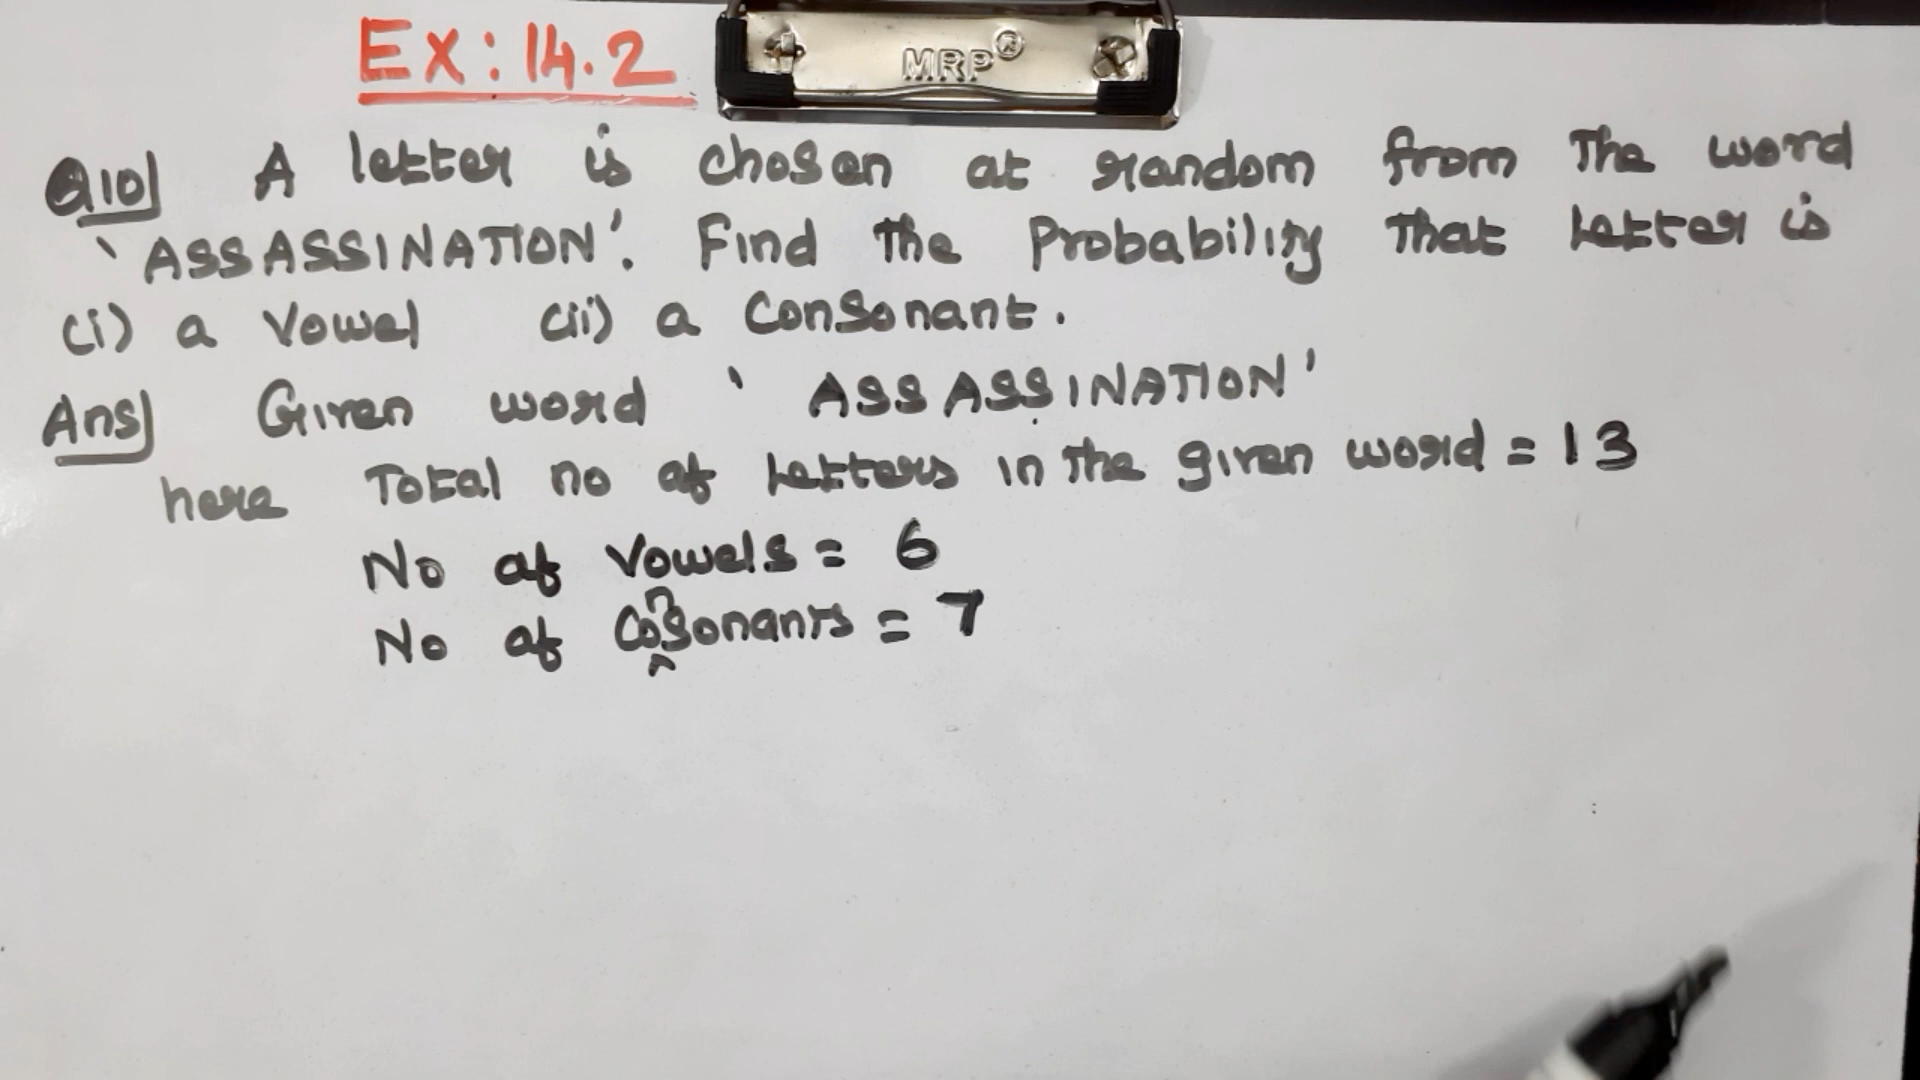 Ex: 14.2
MRP®
Q10) A letter is chosen at random from The word
'ASSASSINATION'. Find the Probability That letter is
(i) a Vowel (ii) a Consonant.
Ans) Given word 'ASSASSINATION'
here Total no of letters in The given word = 13
No of Vowels = 6
No of Consonants = 7